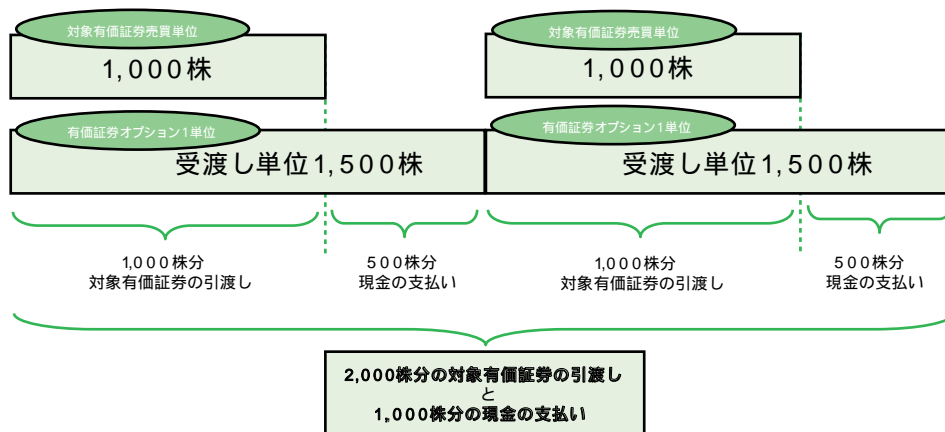 対象有価証券売買単位
1,000株
対象有価証券売買単位
1,000株
有価証券オプション1単位
受渡し単位1,500株
有価証券オプション1単位
受渡し単位1,500株
1,000株分
対象有価証券の引渡し
500株分
現金の支払い
1,000株分
対象有価証券の引渡し
500株分
現金の支払い
2,000株分の対象有価証券の引渡し
と
1,000株分の現金の支払い